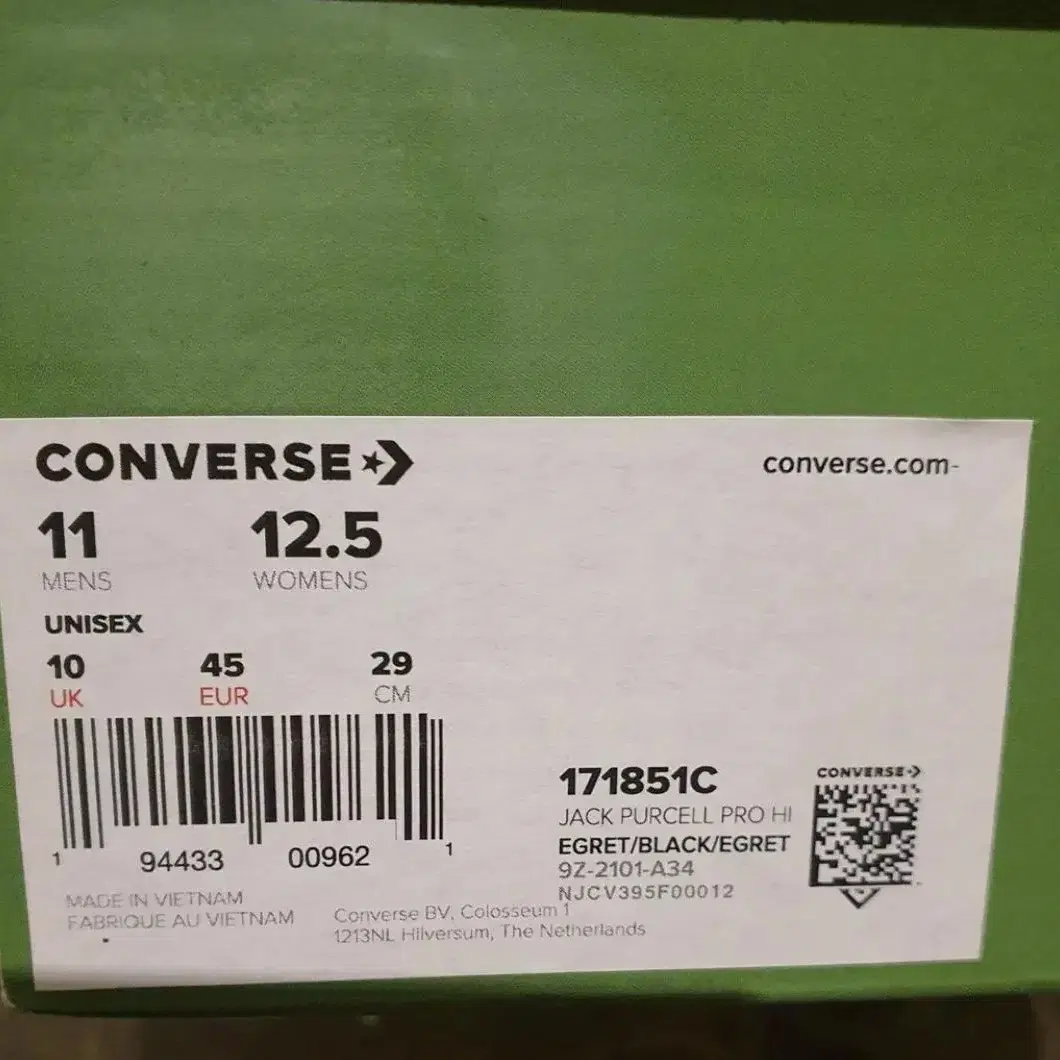 CONVERSE
converse.com-
11 12.5
MENS WOMENS
UNISEX
10 45 29
UK EUR CM
1 94433 00962 1
171851C
JACK PURCELL PRO HI
EGRET/BLACK/EGRET
9Z-2101-A34
NJCV395F00012
CONVERSE
MADE IN VIETNAM
FABRIQUE AU VIETNAM
Converse BV, Colosseum 1
1213NL Hilversum, The Netherlands